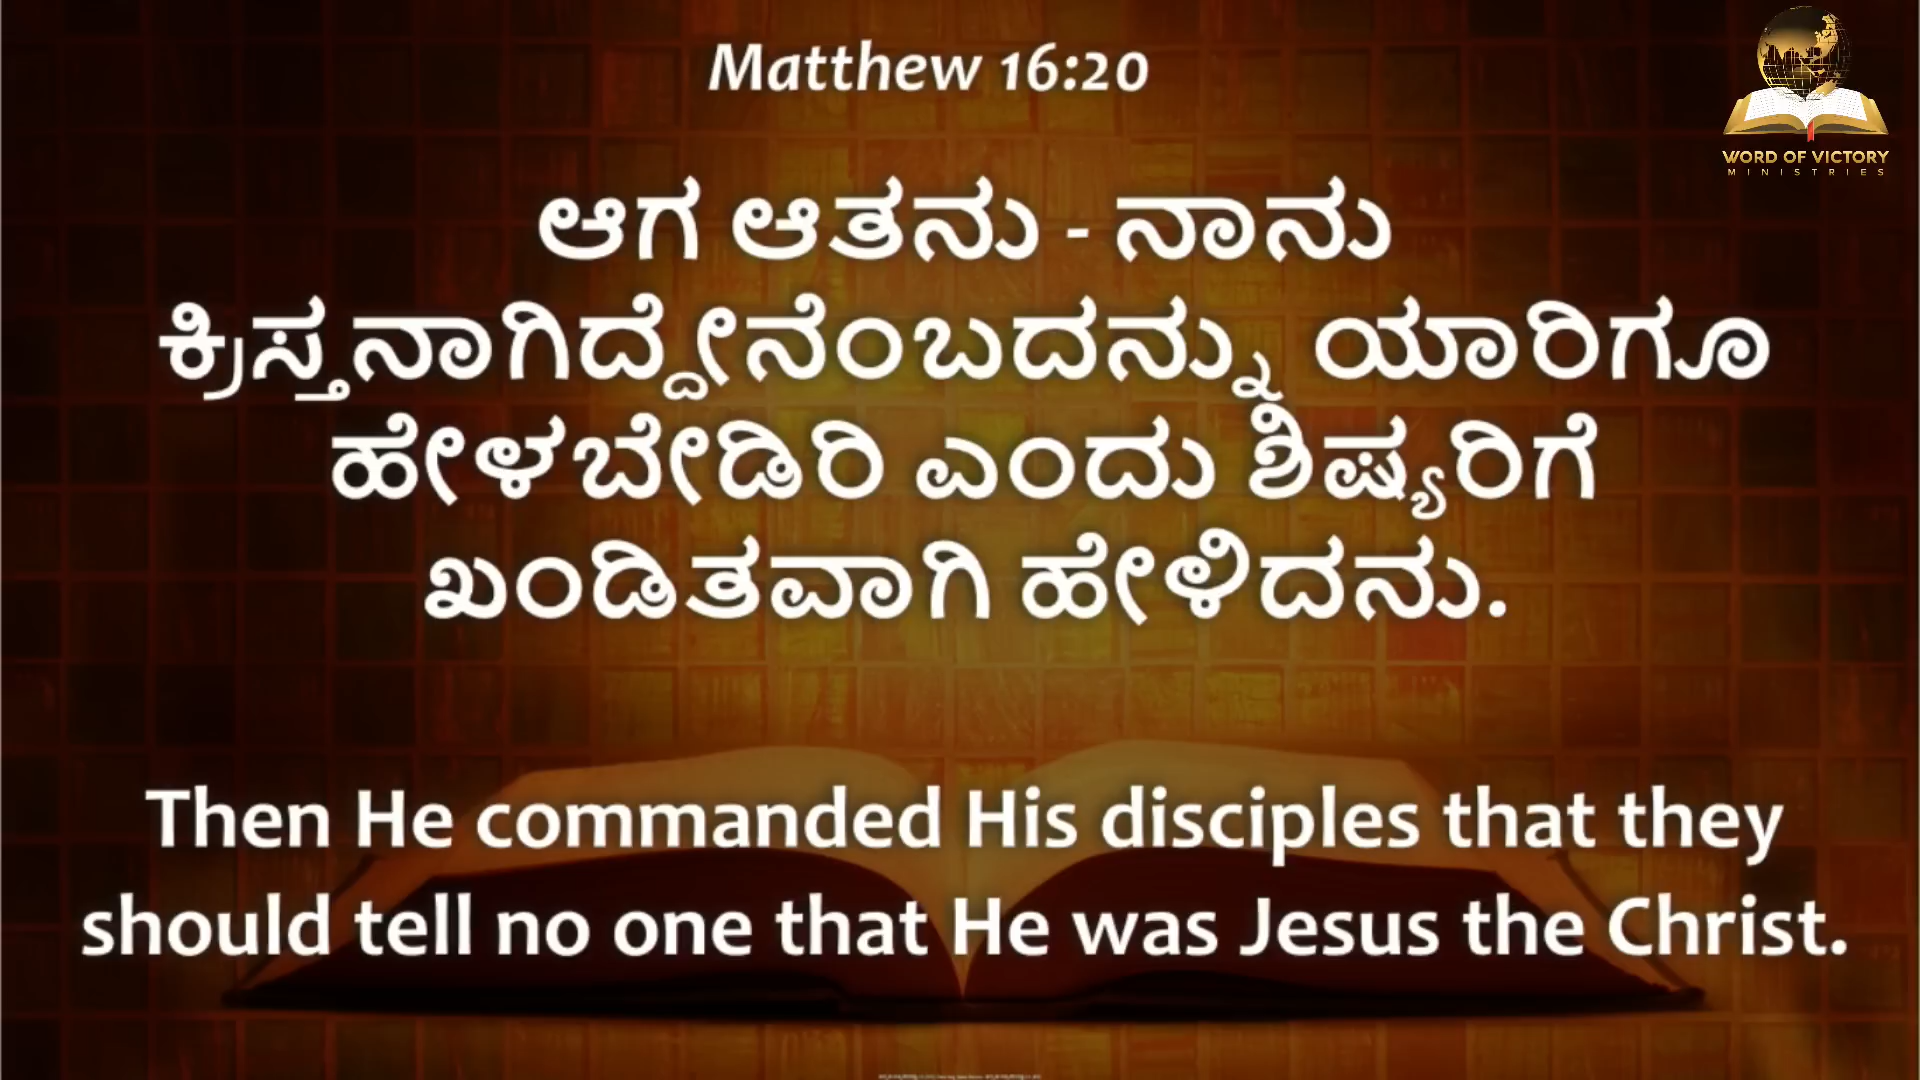 Matthew 16:20
WORD OF VICTORY
MINISTRIES
ಆಗ ಆತನು - ನಾನು
ಕ್ರಿಸ್ತನಾಗಿದ್ದೇನೆಂಬದನ್ನು ಯಾರಿಗೂ
ಹೇಳಬೇಡಿರಿ ಎಂದು ಶಿಷ್ಯರಿಗೆ
ಖಂಡಿತವಾಗಿ ಹೇಳಿದನು.
Then He commanded His disciples that they
should tell no one that He was Jesus the Christ.